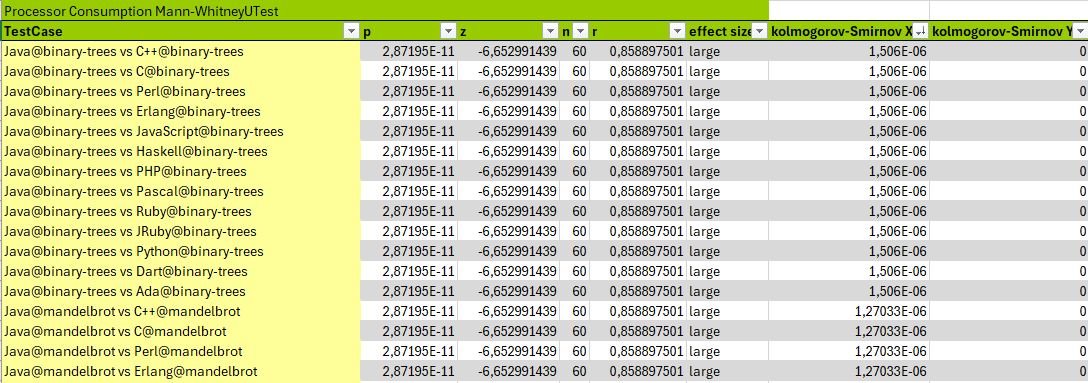 Processor Consumption Mann-WhitneyUTest
TestCase p z n r effect size kolmogorov-Smirnov X kolmogorov-Smirnov Y
Java@binary-trees vs C++@binary-trees 2,87195E-11 -6,652991439 60 0,858897501 large 1,506E-06 0
Java@binary-trees vs C@binary-trees 2,87195E-11 -6,652991439 60 0,858897501 large 1,506E-06 0
Java@binary-trees vs Perl@binary-trees 2,87195E-11 -6,652991439 60 0,858897501 large 1,506E-06 0
Java@binary-trees vs Erlang@binary-trees 2,87195E-11 -6,652991439 60 0,858897501 large 1,506E-06 0
Java@binary-trees vs JavaScript@binary-trees 2,87195E-11 -6,652991439 60 0,858897501 large 1,506E-06 0
Java@binary-trees vs Haskell@binary-trees 2,87195E-11 -6,652991439 60 0,858897501 large 1,506E-06 0
Java@binary-trees vs PHP@binary-trees 2,87195E-11 -6,652991439 60 0,858897501 large 1,506E-06 0
Java@binary-trees vs Pascal@binary-trees 2,87195E-11 -6,652991439 60 0,858897501 large 1,506E-06 0
Java@binary-trees vs Ruby@binary-trees 2,87195E-11 -6,652991439 60 0,858897501 large 1,506E-06 0
Java@binary-trees vs JRuby@binary-trees 2,87195E-11 -6,652991439 60 0,858897501 large 1,506E-06 0
Java@binary-trees vs Python@binary-trees 2,87195E-11 -6,652991439 60 0,858897501 large 1,506E-06 0
Java@binary-trees vs Dart@binary-trees 2,87195E-11 -6,652991439 60 0,858897501 large 1,506E-06 0
Java@binary-trees vs Ada@binary-trees 2,87195E-11 -6,652991439 60 0,858897501 large 1,506E-06 0
Java@mandelbrot vs C++@mandelbrot 2,87195E-11 -6,652991439 60 0,858897501 large 1,27033E-06 0
Java@mandelbrot vs C@mandelbrot 2,87195E-11 -6,652991439 60 0,858897501 large 1,27033E-06 0
Java@mandelbrot vs Perl@mandelbrot 2,87195E-11 -6,652991439 60 0,858897501 large 1,27033E-06 0
Java@mandelbrot vs Erlang@mandelbrot 2,87195E-11 -6,652991439 60 0,858897501 large 1,27033E-06 0